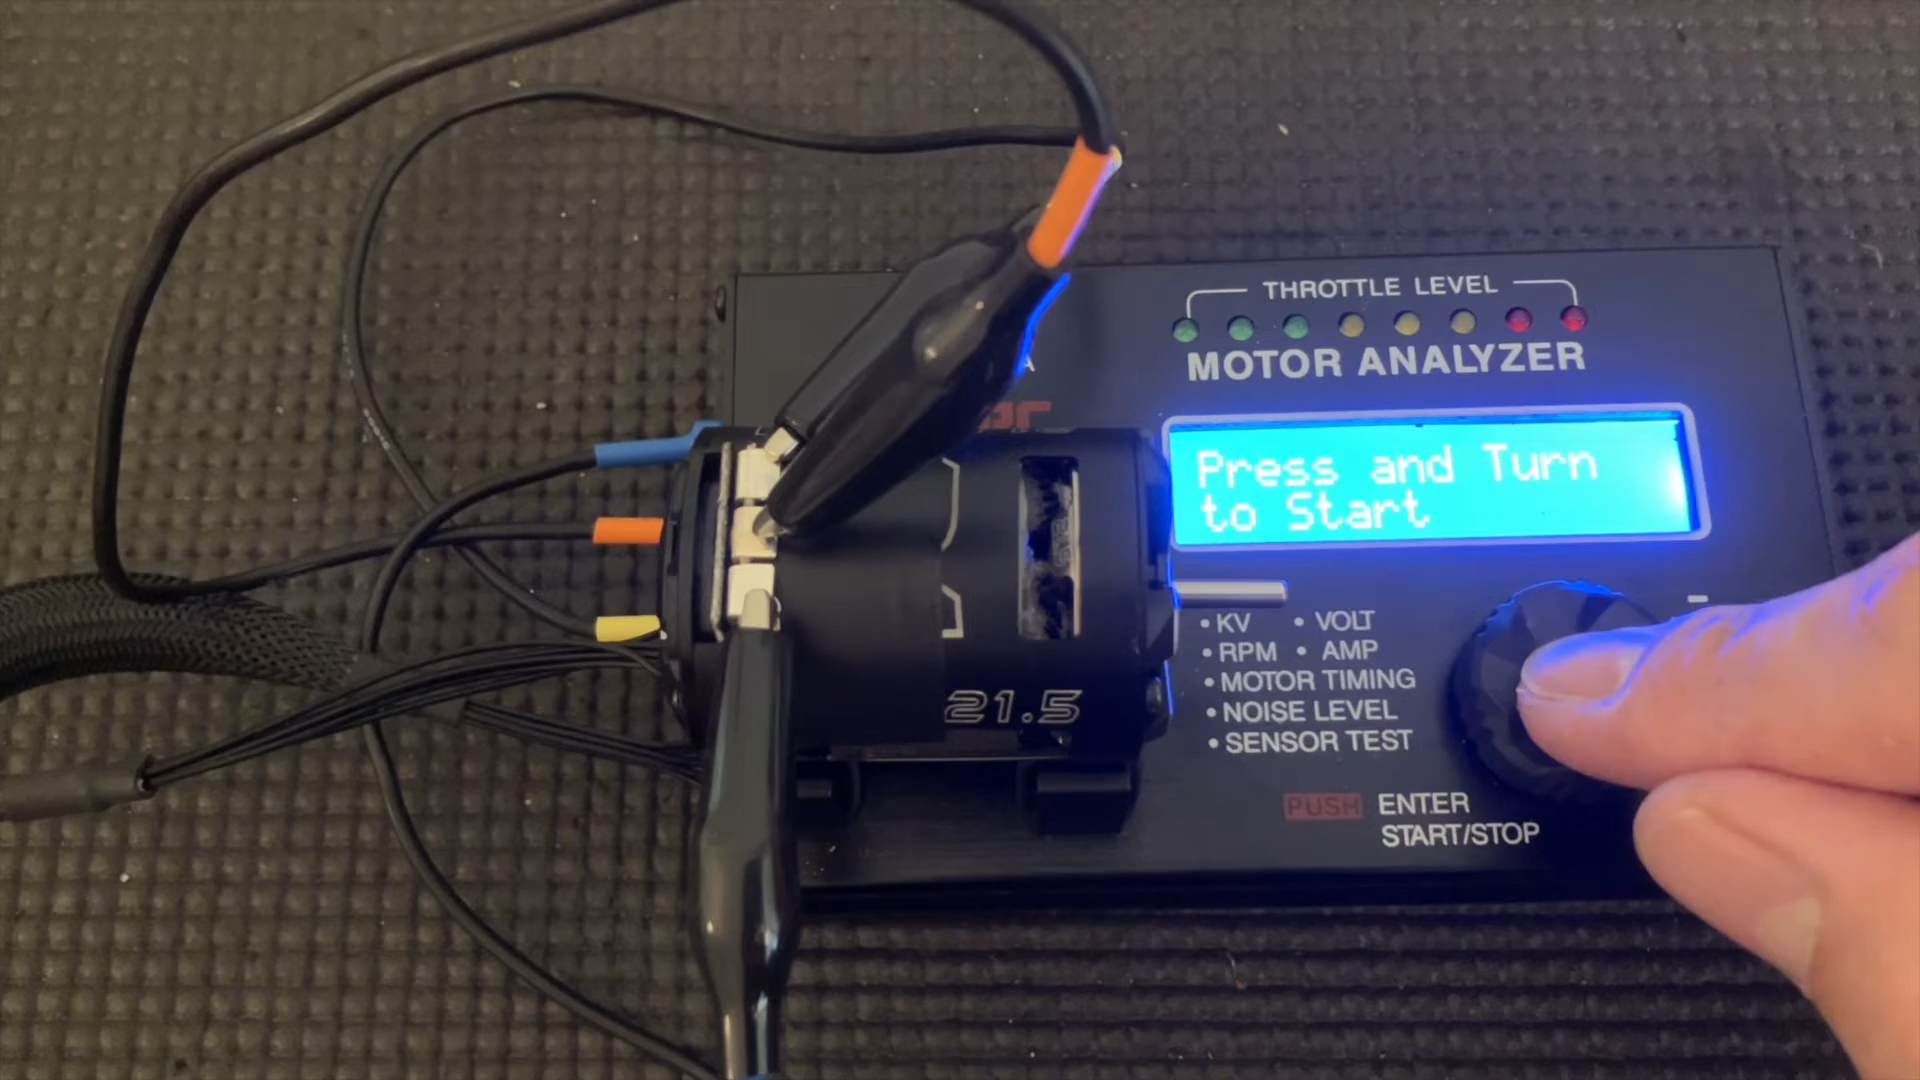 THROTTLE LEVEL
MOTOR ANALYZER
Press and Turn
to Start
• KV • VOLT
• RPM • AMP
• MOTOR TIMING
• NOISE LEVEL
• SENSOR TEST
21.5
PUSH ENTER
START/STOP